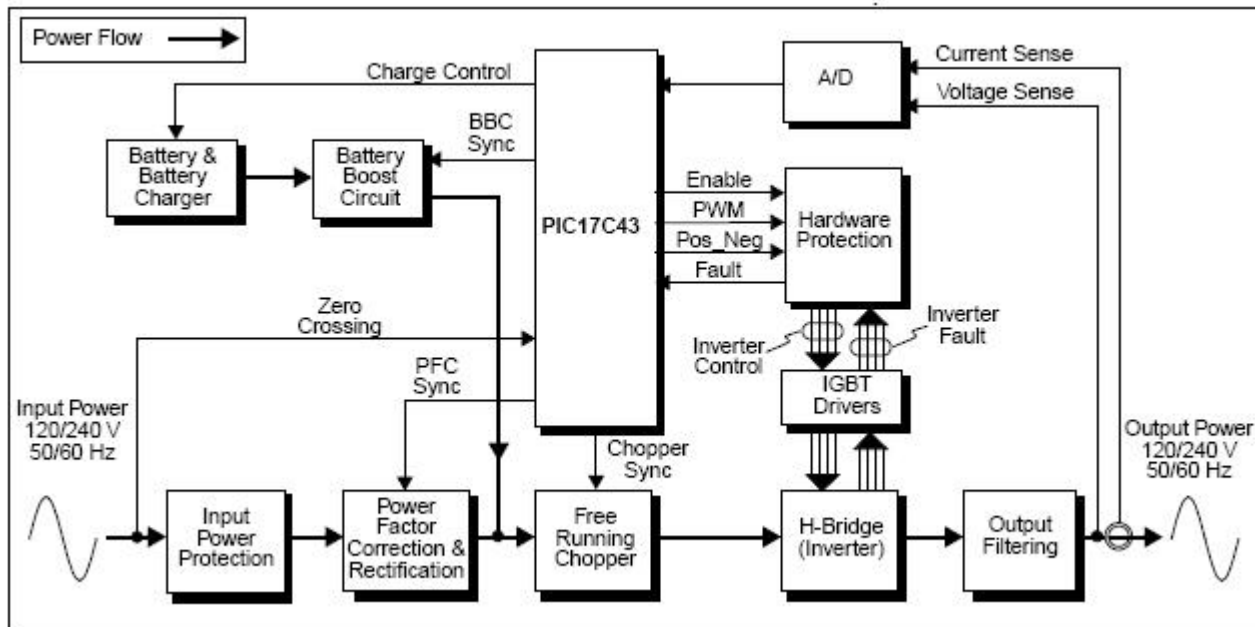 Power Flow
Charge Control
BBC
Sync
Battery &
Battery
Charger
Battery
Boost
Circuit
PIC17C43
A/D
Current Sense
Voltage Sense
Enable
PWM
Pos_Neg
Fault
Hardware
Protection
Zero
Crossing
PFC
Sync
Inverter
Control
Inverter
Fault
IGBT
Drivers
Input Power
120/240 V
50/60 Hz
Chopper
Sync
Output Power
120/240 V
50/60 Hz
Input
Power
Protection
Power
Factor
Correction &
Rectification
Free
Running
Chopper
H-Bridge
(Inverter)
Output
Filtering